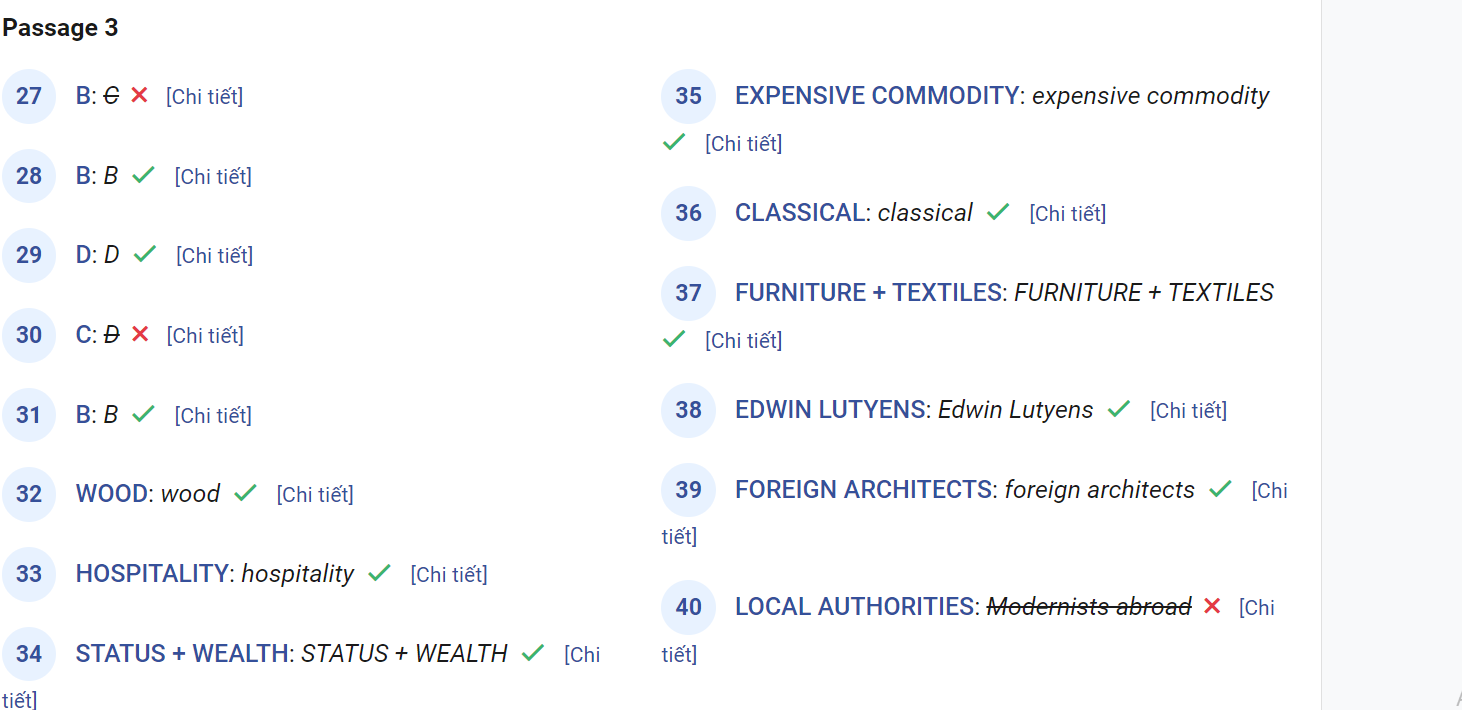 Passage 3
27 B: C [Chi tiết]
28 B: B [Chi tiết]
29 D: D [Chi tiết]
30 C: D [Chi tiết]
31 B: B [Chi tiết]
32 WOOD: wood [Chi tiết]
33 HOSPITALITY: hospitality [Chi tiết]
34 STATUS + WEALTH: STATUS + WEALTH [Chi
tiết]
35 EXPENSIVE COMMODITY: expensive commodity
[Chi tiết]
36 CLASSICAL: classical [Chi tiết]
37 FURNITURE + TEXTILES: FURNITURE + TEXTILES
[Chi tiết]
38 EDWIN LUTYENS: Edwin Lutyens [Chi tiết]
39 FOREIGN ARCHITECTS: foreign architects [Chi
tiết]
40 LOCAL AUTHORITIES: Modernists abroad [Chi
tiết]